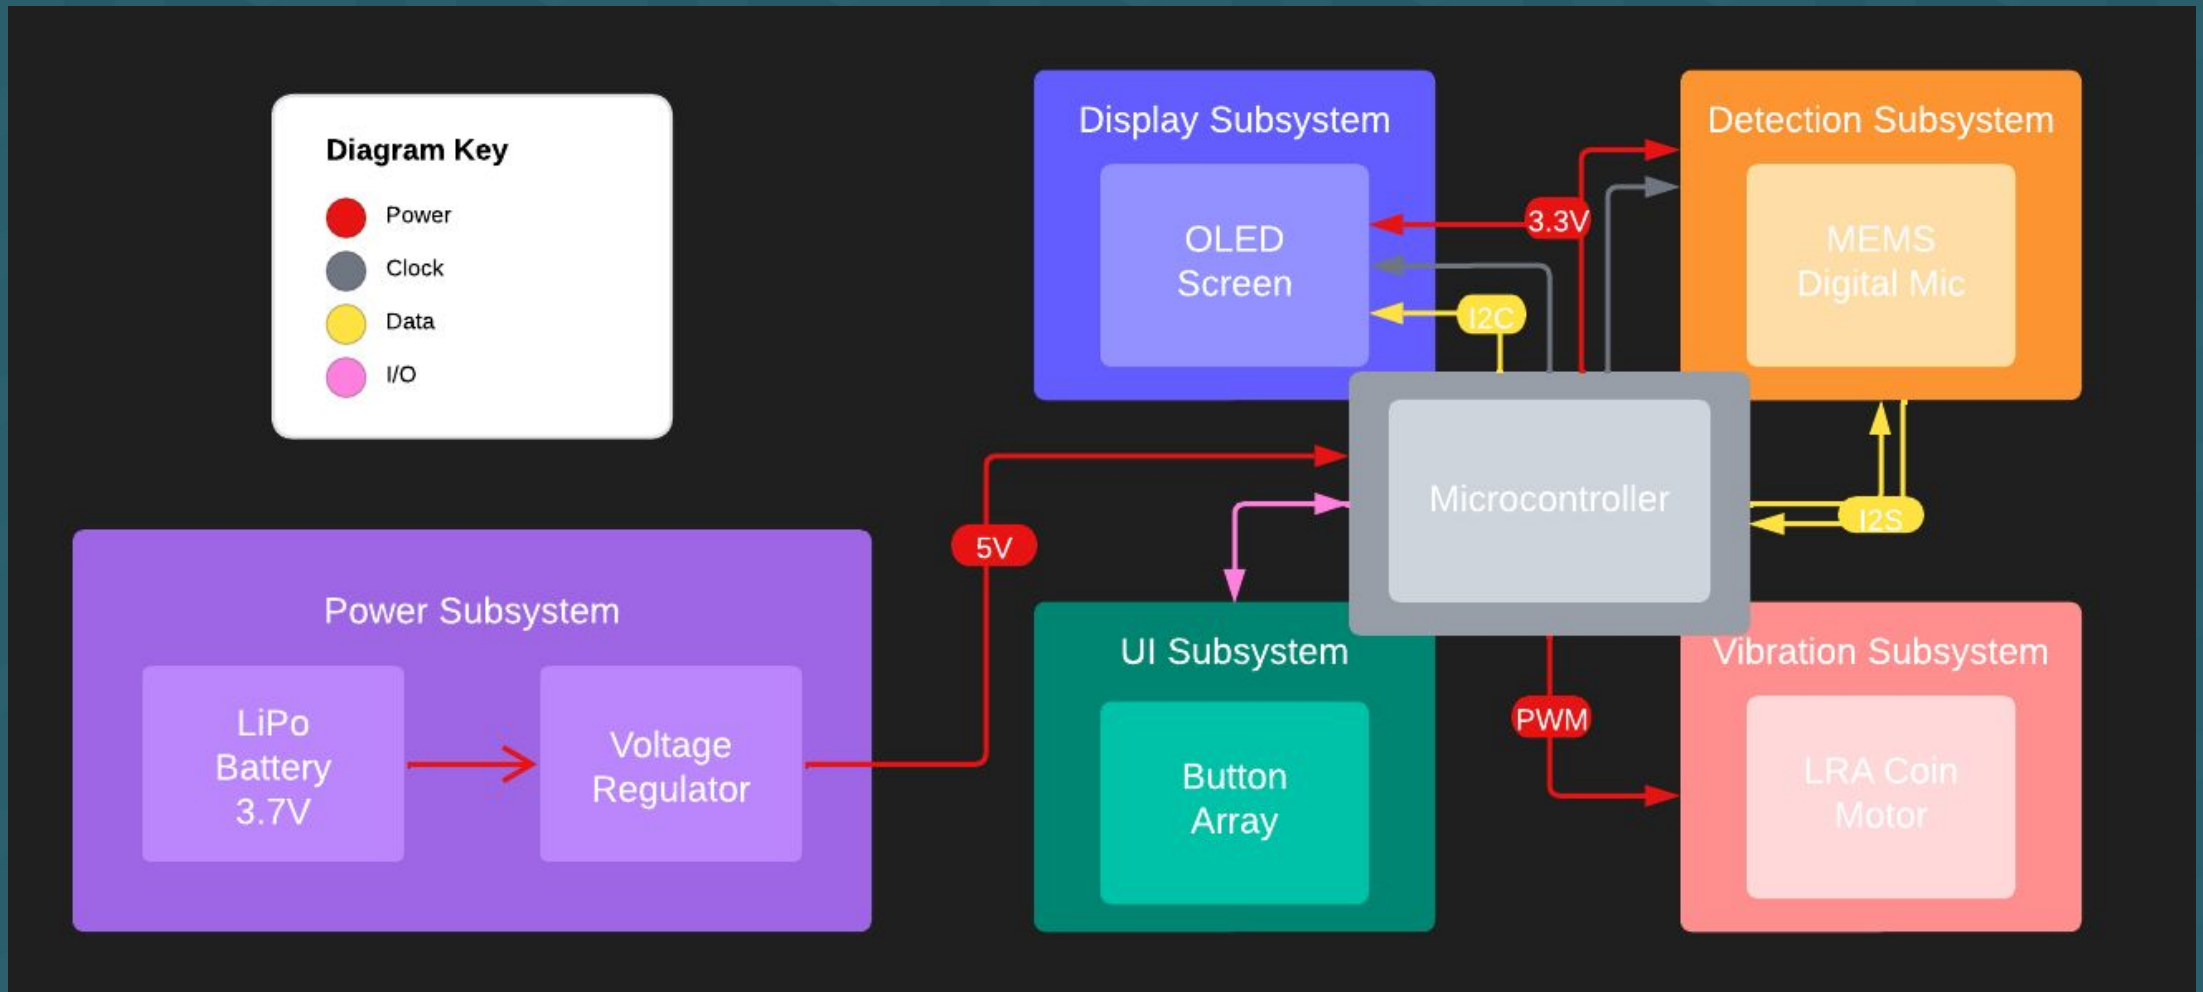 Diagram Key
Power
Clock
Data
I/O
Display Subsystem
OLED
Screen
Detection Subsystem
MEMS
Digital Mic
3.3V
I2C
Microcontroller
I2S
5V
Power Subsystem
LiPo
Battery
3.7V
Voltage
Regulator
UI Subsystem
Button
Array
PWM
Vibration Subsystem
LRA Coin
Motor